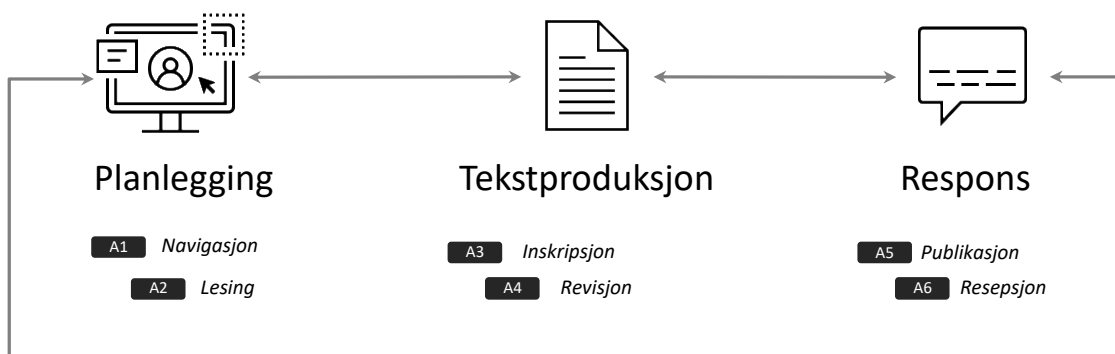 Planlegging Tekstproduksjon Respons
A1 Navigasjon A3 Inskripsjon A5 Publikasjon
A2 Lesing A4 Revisjon A6 Resepsjon